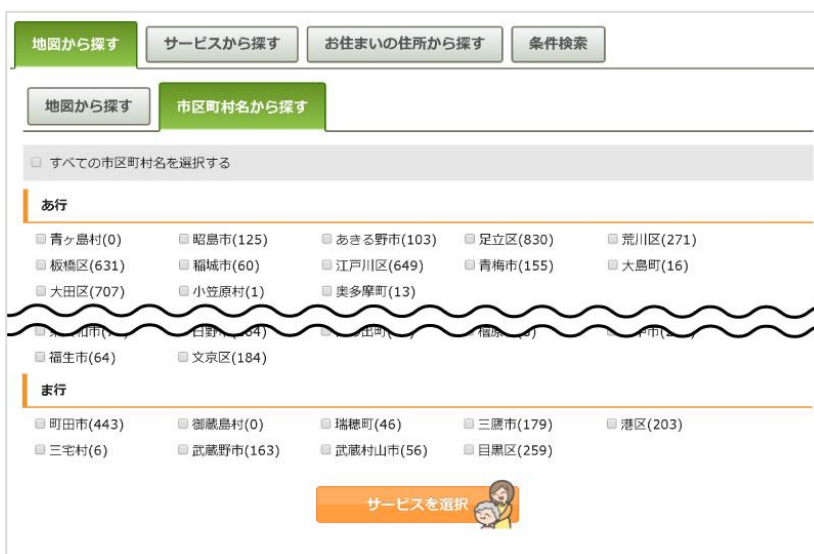 地図から探す サービスから探す お住まいの住所から探す 条件検索
地図から探す 市区町村名から探す
すべての市区町村名を選択する
あ行
青ヶ島村(0) 昭島市(125) あきる野市(103) 足立区(830) 荒川区(271)
板橋区(631) 稲城市(60) 江戸川区(649) 青梅市(155) 大島町(16)
大田区(707) 小笠原村(1) 奥多摩町(13)
福生市(64) 文京区(184)
ま行
町田市(443) 御蔵島村(0) 瑞穂町(46) 三鷹市(179) 港区(203)
三宅村(6) 武蔵野市(163) 武蔵村山市(56) 目黒区(259)
サービスを選択